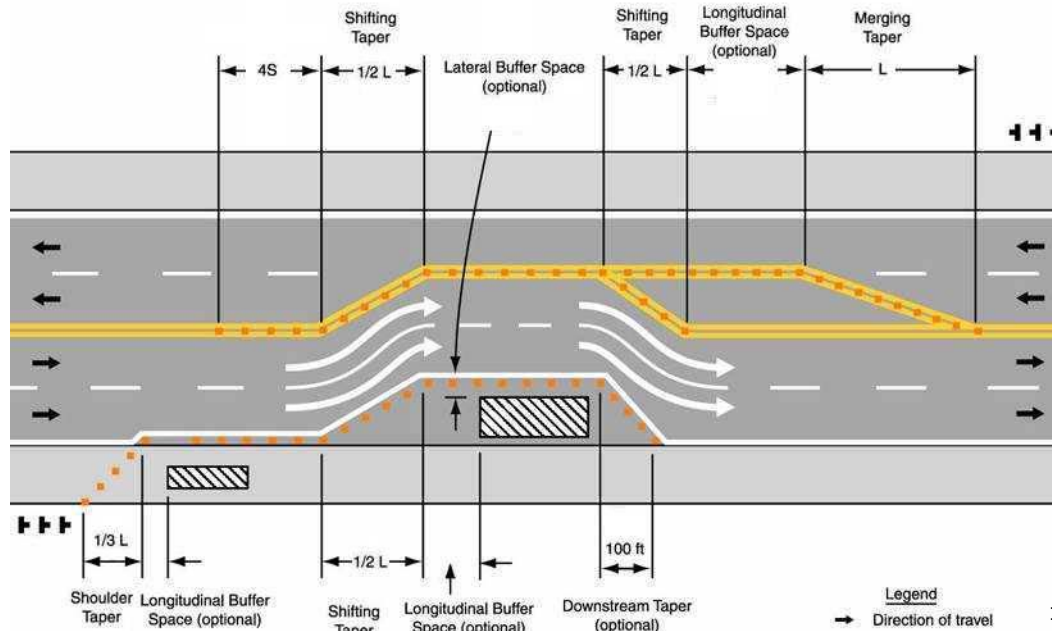 Shifting
Taper
Shifting
Taper
Longitudinal
Buffer Space
(optional)
Merging
Taper
4S
1/2 L
Lateral Buffer Space
(optional)
1/2 L
L
1/3 L
1/2 L
100 ft
Shoulder
Taper
Longitudinal Buffer
Space (optional)
Shifting
Taper
Longitudinal Buffer
Space (optional)
Downstream Taper
(optional)
Legend
Direction of travel